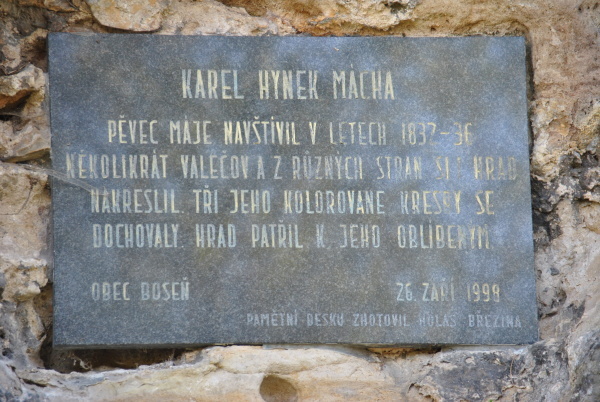 KAREL HYNEK MÁCHA
PĚVEC MÁJE NAVŠTÍVIL V LETECH 1832-36
NĚKOLIKRÁT VALEČOV A Z RŮZNÝCH STRAN SI HRAD
NAKRESLIL. TŘI JEHO KOLOROVANÉ KRESBY SE
DOCHOVALY. HRAD PATŘIL K JEHO OBLÍBENÝM.
OBEC BOSEŇ 26. ZÁŘÍ 1998
PAMĚTNÍ DESKU ZHOTOVIL HOLAS BŘEZINA